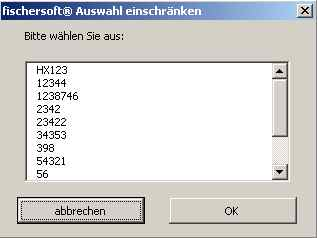 fischersoft® Auswahl einschränken
Bitte wählen Sie aus:
HX123
12344
1238746
2342
23422
34353
398
54321
56
abbrechen
OK